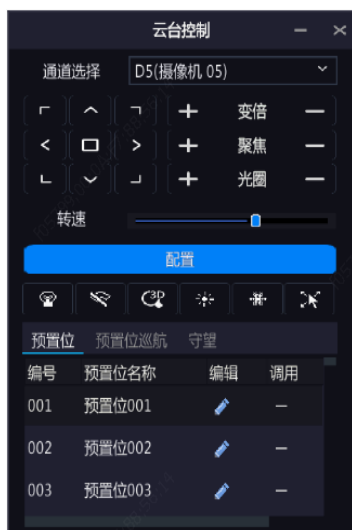 云台控制
通道选择 D5(摄像机 05)
变倍
聚焦
光圈
转速
配置
3D
预置位 预置位巡航 守望
编号 预置位名称 编辑 调用
001 预置位001
002 预置位002
003 预置位003